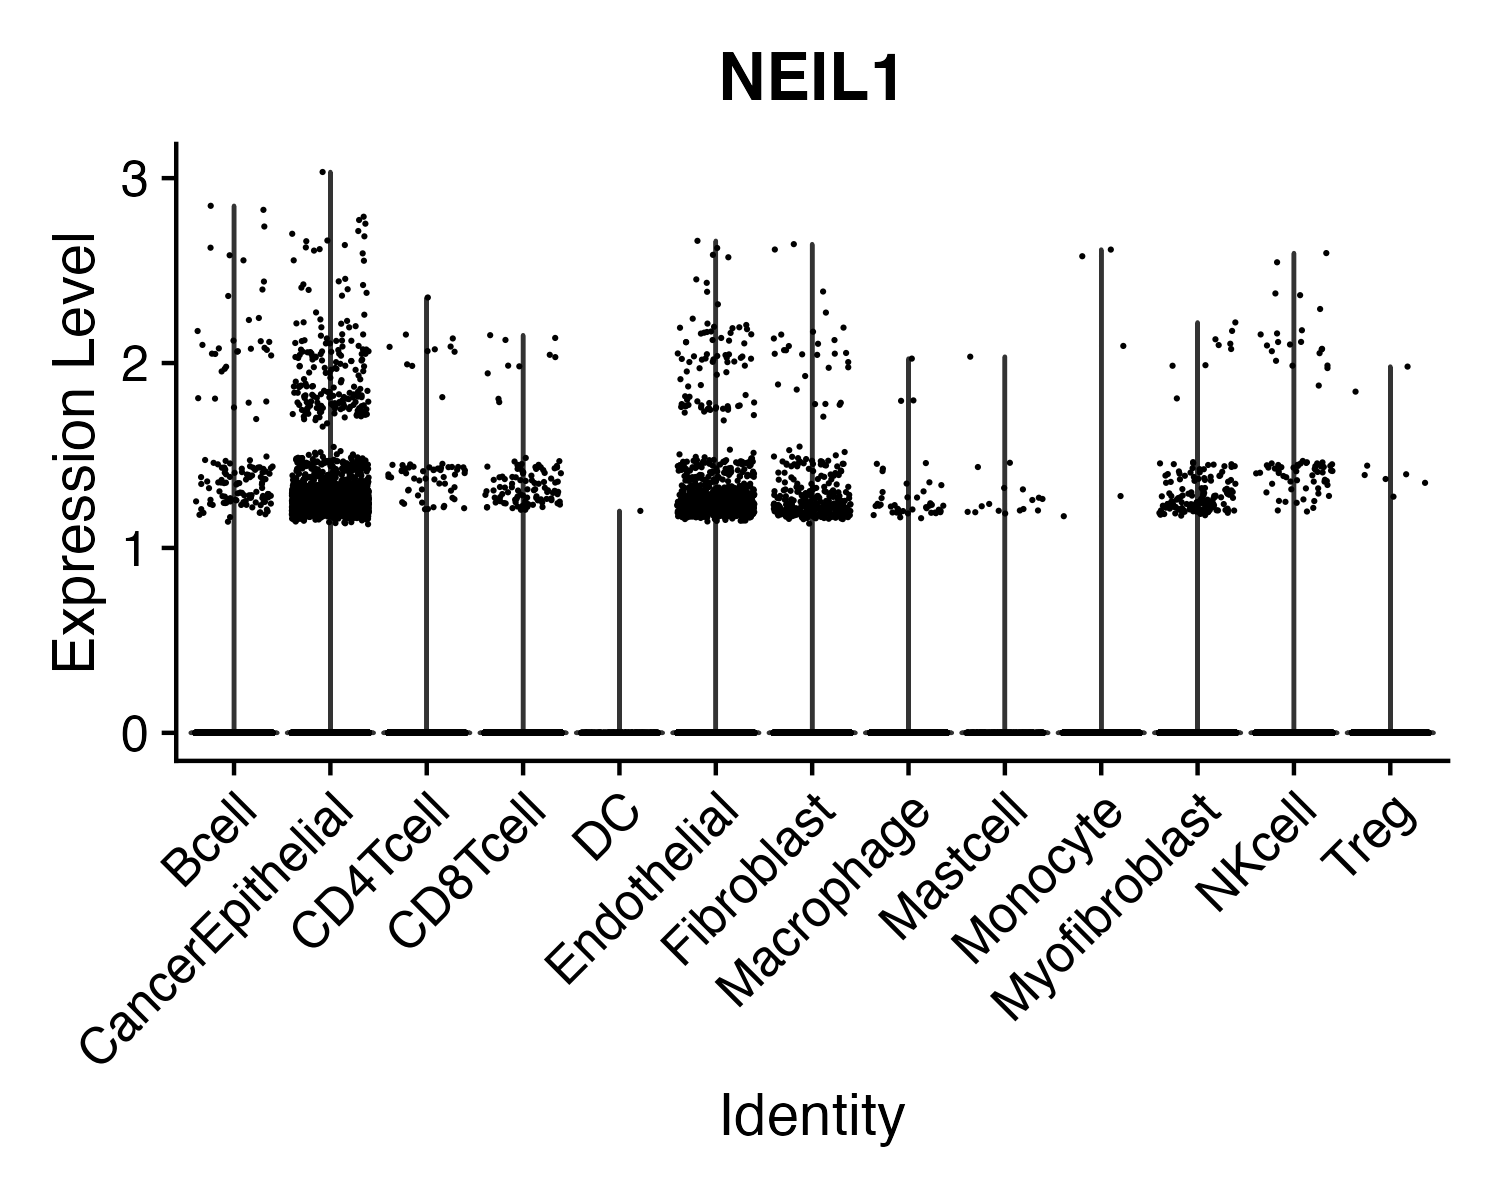 NEIL1
Expression Level
3
2
1
0
Bcell
CancerEpithelial
CD4Tcell
CD8Tcell
DC
Endothelial
Fibroblast
Macrophage
Mastcell
Monocyte
Myofibroblast
NKcell
Treg
Identity